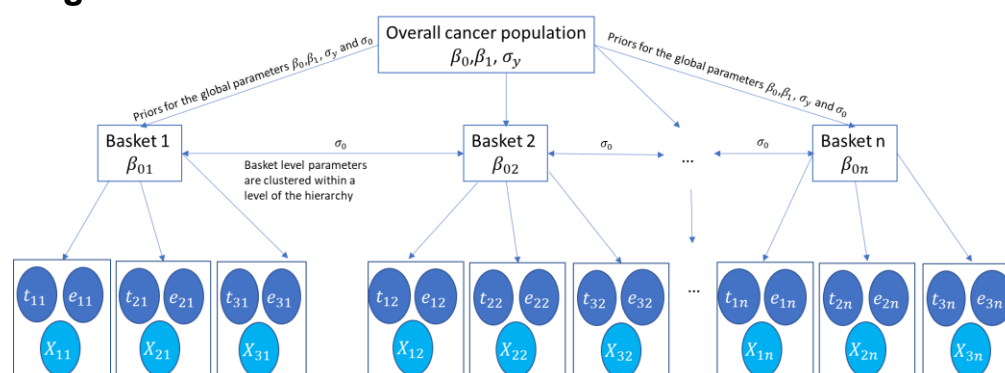 Overall cancer population
β₀,β₁, σ_y
Priors for the global parameters β₀,β₁, σ_y and σ₀
Priors for the global parameters β₀,β₁, σ_y and σ₀
Basket 1
β₀₁
σ₀
Basket level parameters
are clustered within a
level of the hierarchy
Basket 2
β₀₂
σ₀
...
σ₀
Basket n
β₀ₙ
t₁₁ e₁₁
X₁₁
t₂₁ e₂₁
X₂₁
t₃₁ e₃₁
X₃₁
t₁₂ e₁₂
X₁₂
t₂₂ e₂₂
X₂₂
t₃₂ e₃₂
X₃₂
...
t₁ₙ e₁ₙ
X₁ₙ
t₂ₙ e₂ₙ
X₂ₙ
t₃ₙ e₃ₙ
X₃ₙ